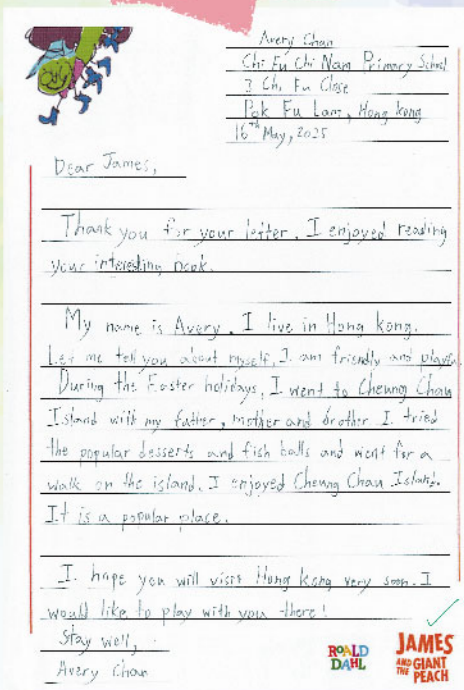 Avery Chan
Chi Fu Chi Nam Primary School
3 Chi Fu Close
Pok Fu Lam, Hong Kong
16th May, 2025
Dear James,
Thank you for your letter. I enjoyed reading
your interesting book.
My name is Avery. I live in Hong Kong.
Let me tell you about myself. I am friendly and playful.
During the Easter holidays, I went to Cheung Chau
Island with my father, mother and brother. I tried
the popular desserts and fish balls and went for a
walk on the island. I enjoyed Cheung Chau Island.
It is a popular place.
I hope you will visit Hong Kong very soon. I
would like to play with you there!
Stay well,
Avery Chan
ROALD
DAHL
JAMES
AND THE GIANT
PEACH